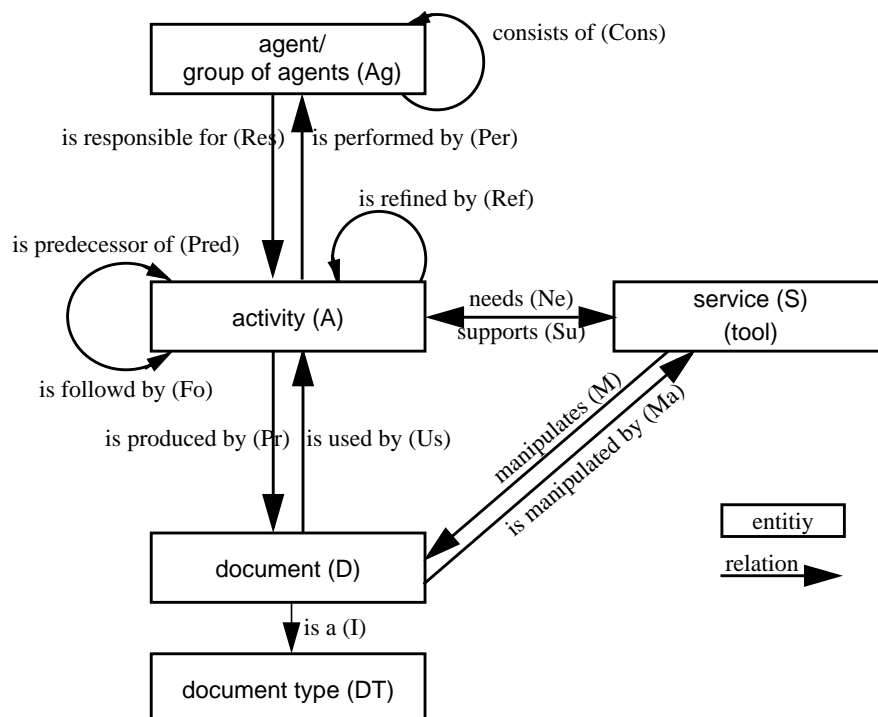 agent/
group of agents (Ag)
consists of (Cons)
is responsible for (Res)
is performed by (Per)
is refined by (Ref)
is predecessor of (Pred)
activity (A)
needs (Ne)
supports (Su)
service (S)
(tool)
is followd by (Fo)
is produced by (Pr)
is used by (Us)
manipulates (M)
is manipulated by (Ma)
entitiy
relation
document (D)
is a (I)
document type (DT)